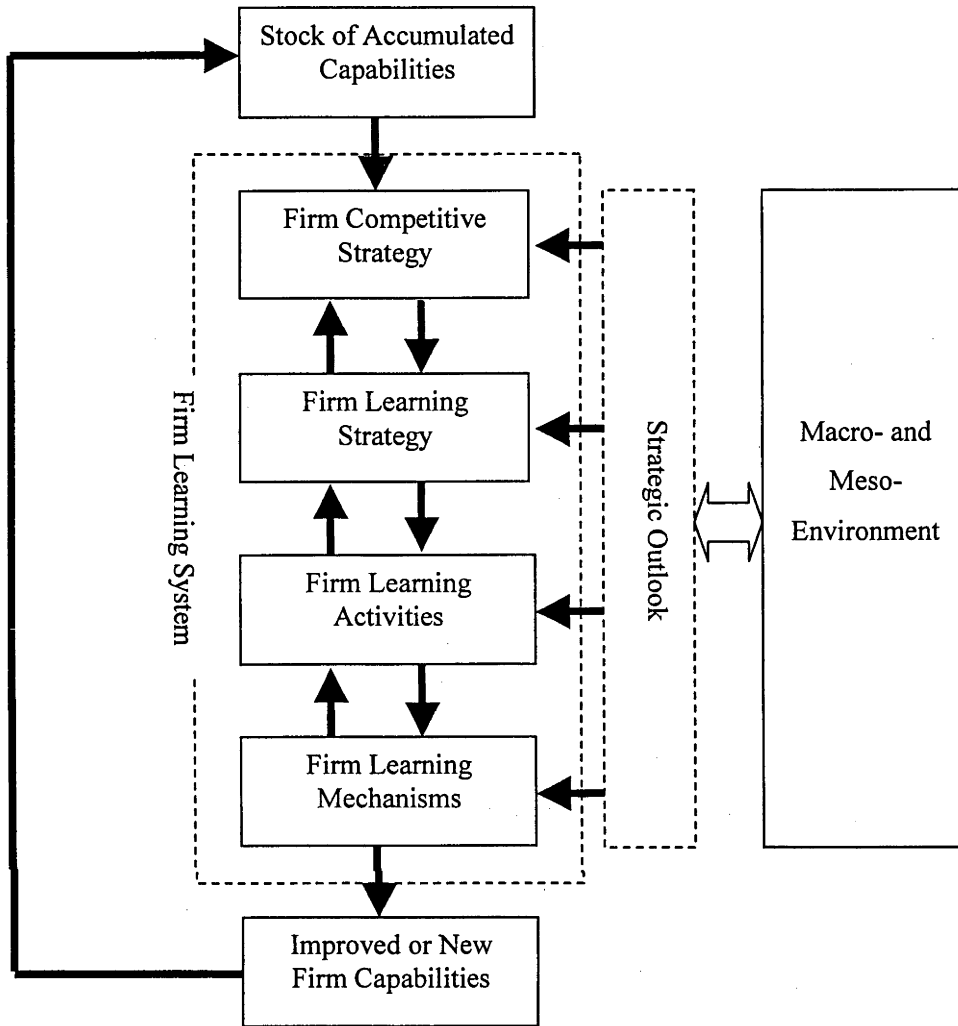 Stock of Accumulated
Capabilities
Firm Competitive
Strategy
Firm Learning
Strategy
Firm Learning
Activities
Firm Learning
Mechanisms
Improved or New
Firm Capabilities
Firm Learning System
Strategic Outlook
Macro- and
Meso-
Environment